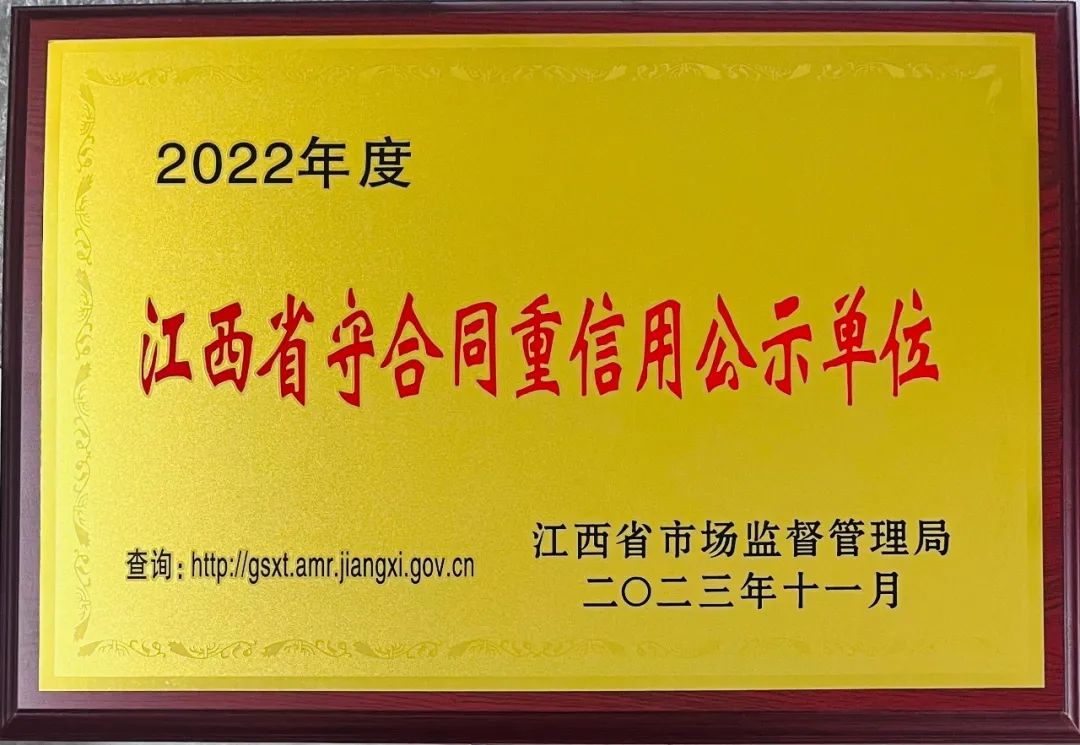 2022年度
江西省守合同重信用公示单位
查询：http://gsxt.amr.jiangxi.gov.cn
江西省市场监督管理局
二〇二三年十一月